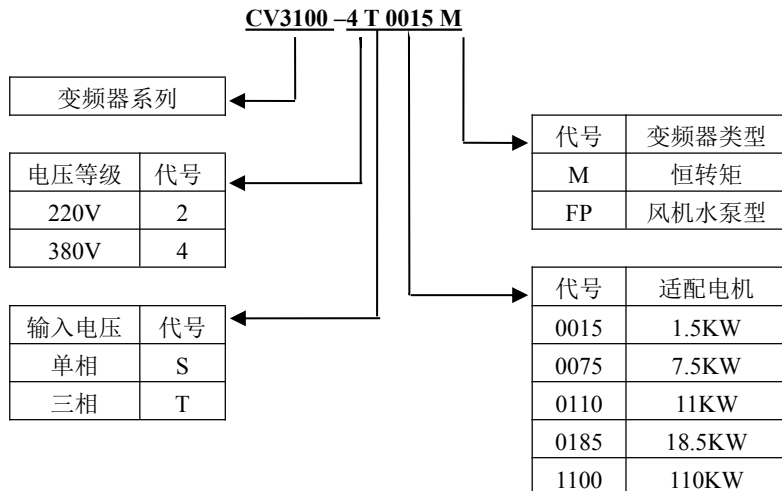 CV3100 –4 T 0015 M
变频器系列
电压等级 代号
220V 2
380V 4
输入电压 代号
单相 S
三相 T
代号 变频器类型
M 恒转矩
FP 风机水泵型
代号 适配电机
0015 1.5KW
0075 7.5KW
0110 11KW
0185 18.5KW
1100 110KW